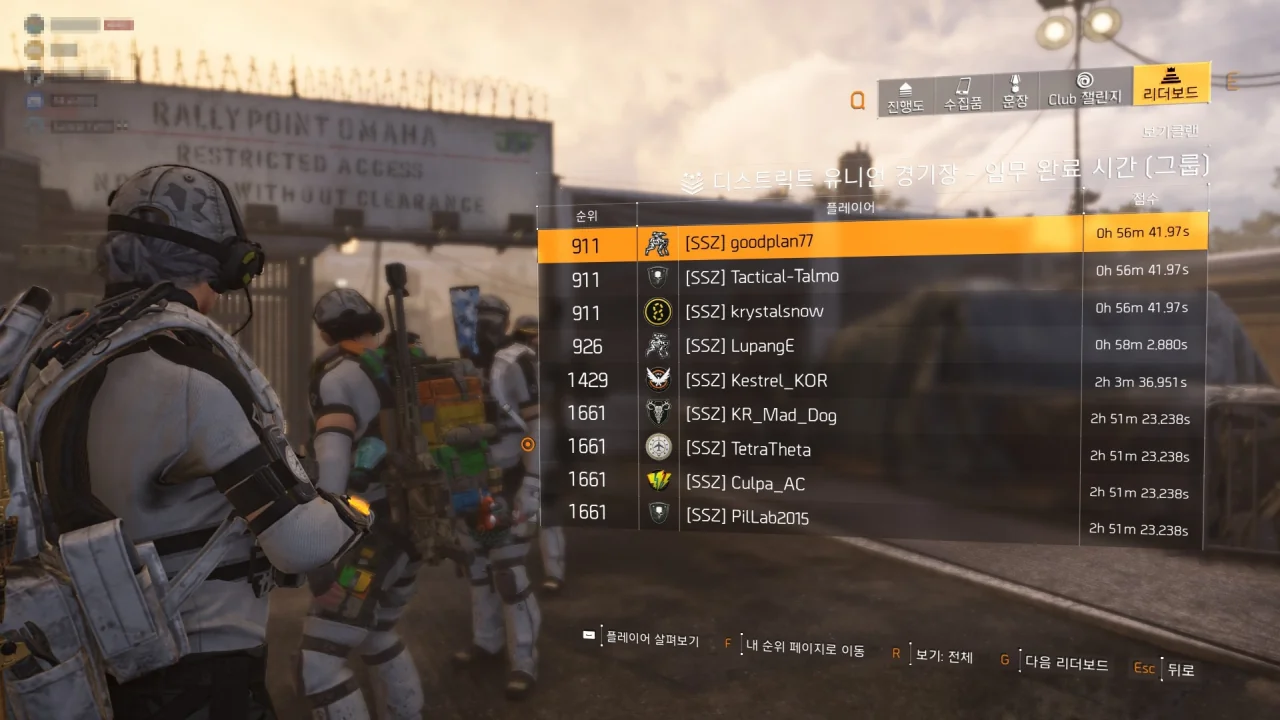 RALLY POINT OMAHA
RESTRICTED ACCESS
WITHOUT CLEARANCE
Q
진행도
수집품
훈장
Club 챌린지
리더보드
E
보기클랜
디스트릭트 유니언 경기장 - 임무 완료 시간 (그룹)
순위 플레이어 점수
911 [SSZ] goodplan77 0h 56m 41.97s
911 [SSZ] Tactical-Talmo 0h 56m 41.97s
911 [SSZ] krystalsnow 0h 56m 41.97s
926 [SSZ] LupangE 0h 58m 2.880s
1429 [SSZ] Kestrel_KOR 2h 3m 36,951s
1661 [SSZ] KR_Mad_Dog 2h 51m 23,238s
1661 [SSZ] TetraTheta 2h 51m 23,238s
1661 [SSZ] Culpa_AC 2h 51m 23,238s
1661 [SSZ] PilLab2015 2h 51m 23,238s
플레이어 살펴보기 F 내 순위 페이지로 이동 R 보기: 전체 G 다음 리더보드 Esc 뒤로